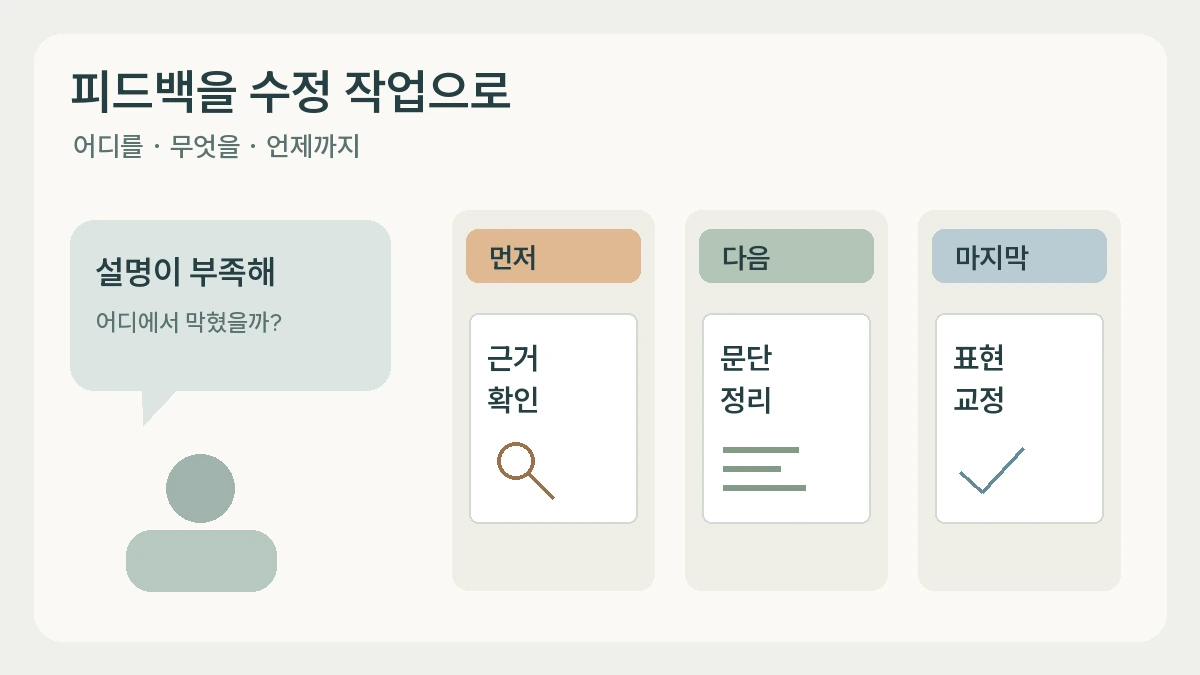 피드백을 수정 작업으로
어디를 · 무엇을 · 언제까지
설명이 부족해
어디에서 막혔을까?
먼저
근거
확인
다음
문단
정리
마지막
표현
교정